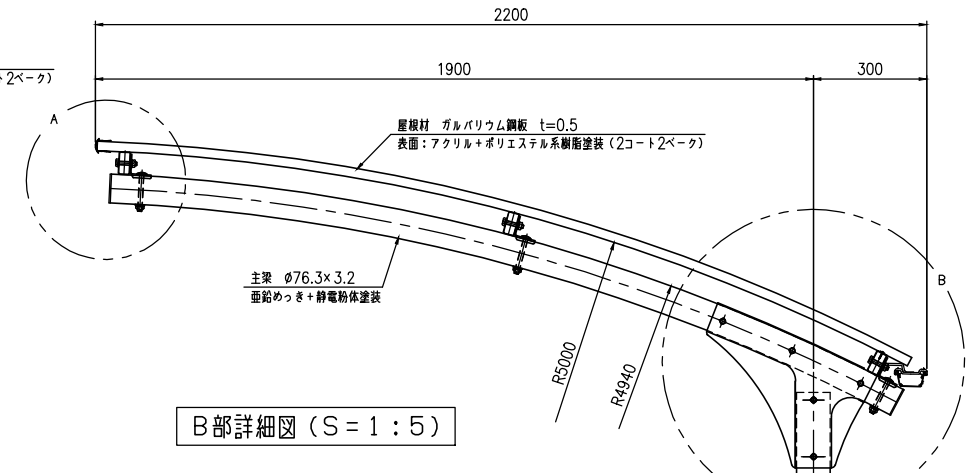 2200
ト2ベーク)
1900
300
A
屋根材 ガルバリウム鋼板 t=0.5
表面:アクリル+ポリエステル系樹脂塗装(2コート2ベーク)
主梁 Ø76.3×3.2
亜鉛めっき+静電粉体塗装
B
R5000
R4940
B部詳細図(S=1:5)